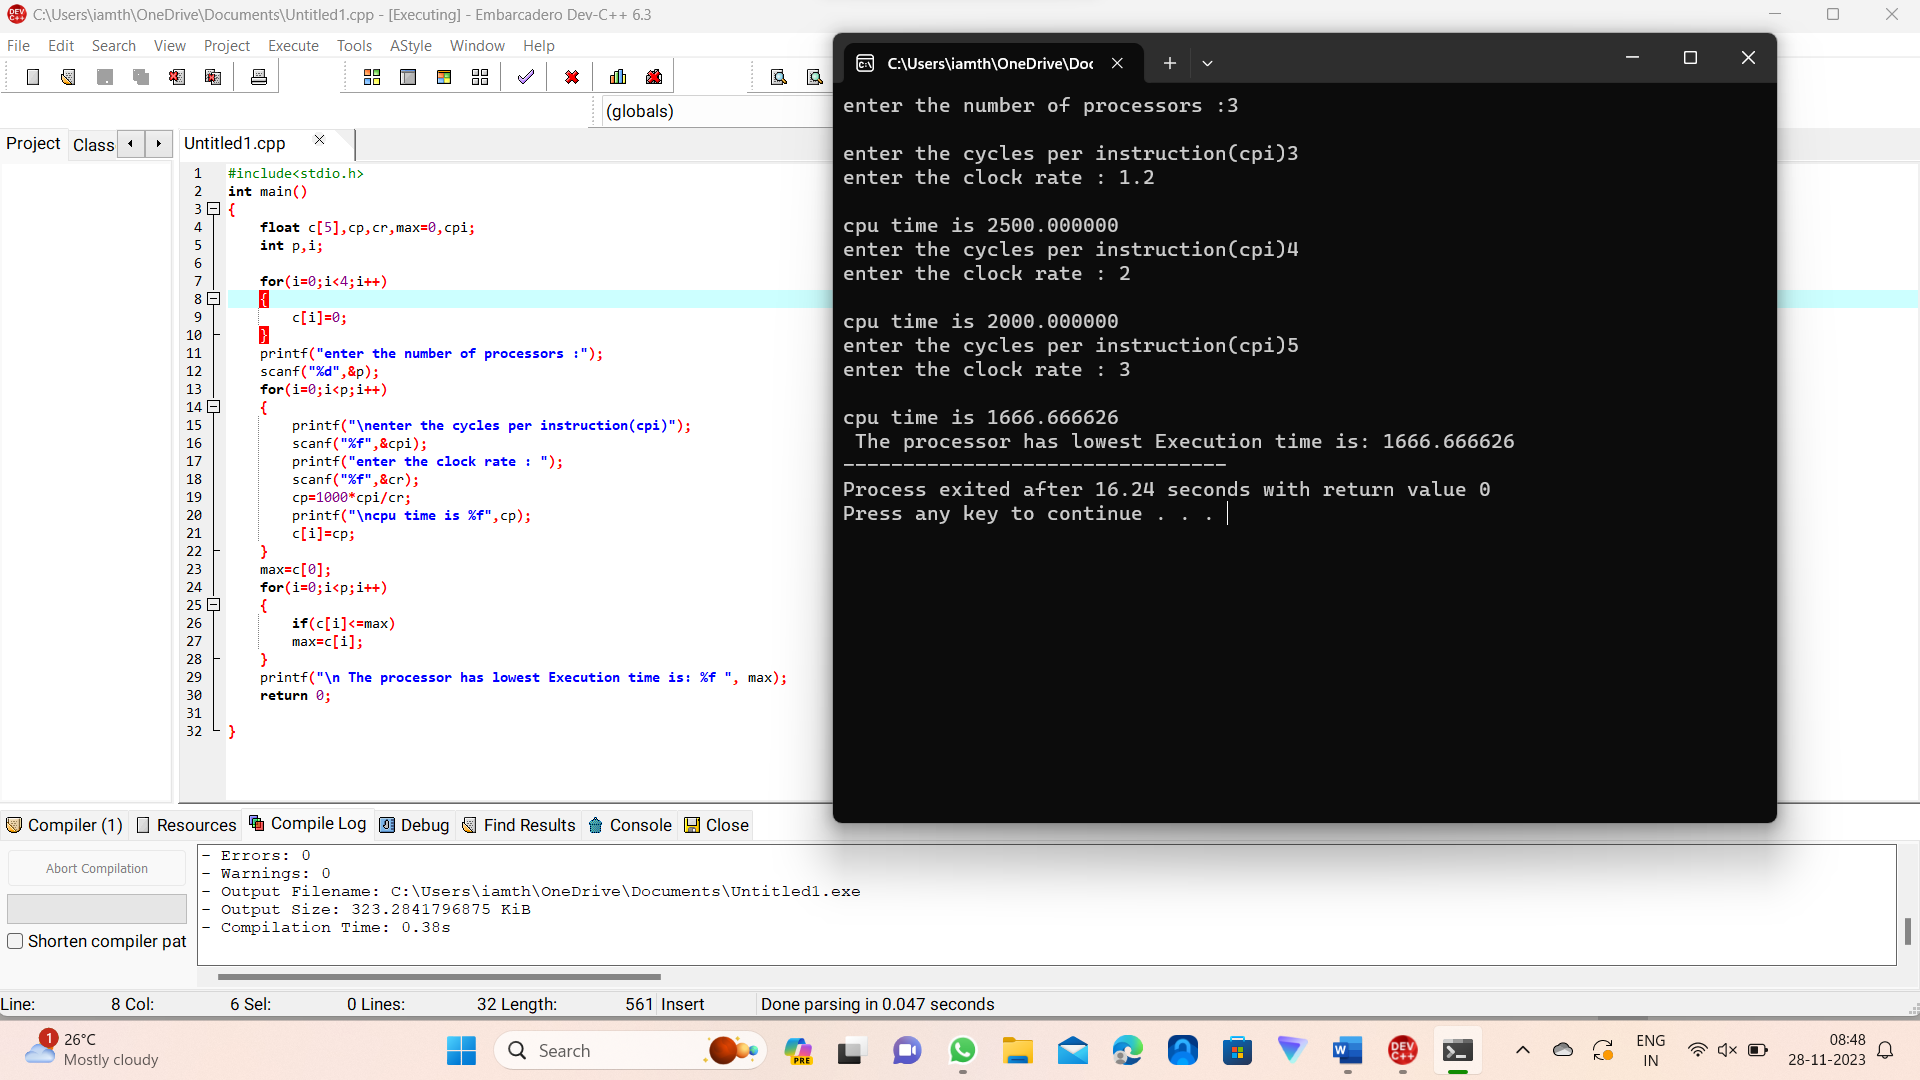 C:\Users\iamth\OneDrive\Documents\Untitled1.cpp - [Executing] - Embarcadero Dev-C++ 6.3
File Edit Search View Project Execute Tools AStyle Window Help
(globals)
Project Class
Untitled1.cpp
1 #include<stdio.h>
2 int main()
3 {
4 float c[5],cp,cr,max=0,cpi;
5 int p,i;
6
7 for(i=0;i<4;i++)
8 {
9 c[i]=0;
10 }
11 printf("enter the number of processors :");
12 scanf("%d",&p);
13 for(i=0;i<p;i++)
14 {
15 printf("\nenter the cycles per instruction(cpi)");
16 scanf("%f",&cpi);
17 printf("enter the clock rate : ");
18 scanf("%f",&cr);
19 cp=1000*cpi/cr;
20 printf("\ncpu time is %f",cp);
21 c[i]=cp;
22 }
23 max=c[0];
24 for(i=0;i<p;i++)
25 {
26 if(c[i]<=max)
27 max=c[i];
28 }
29 printf("\n The processor has lowest Execution time is: %f ", max);
30 return 0;
31
32 }
C:\Users\iamth\OneDrive\Doc
enter the number of processors :3
enter the cycles per instruction(cpi)3
enter the clock rate : 1.2
cpu time is 2500.000000
enter the cycles per instruction(cpi)4
enter the clock rate : 2
cpu time is 2000.000000
enter the cycles per instruction(cpi)5
enter the clock rate : 3
cpu time is 1666.666626
The processor has lowest Execution time is: 1666.666626
--------------------------------
Process exited after 16.24 seconds with return value 0
Press any key to continue . . .
Compiler (1) Resources Compile Log Debug Find Results Console Close
Abort Compilation
Shorten compiler pat
- Errors: 0
- Warnings: 0
- Output Filename: C:\Users\iamth\OneDrive\Documents\Untitled1.exe
- Output Size: 323.2841796875 KiB
- Compilation Time: 0.38s
Line: 8 Col: 6 Sel: 0 Lines: 32 Length: 561 Insert Done parsing in 0.047 seconds
1
26°C
Mostly cloudy
Search
PRE
DEV C++
ENG
IN
08:48
28-11-2023